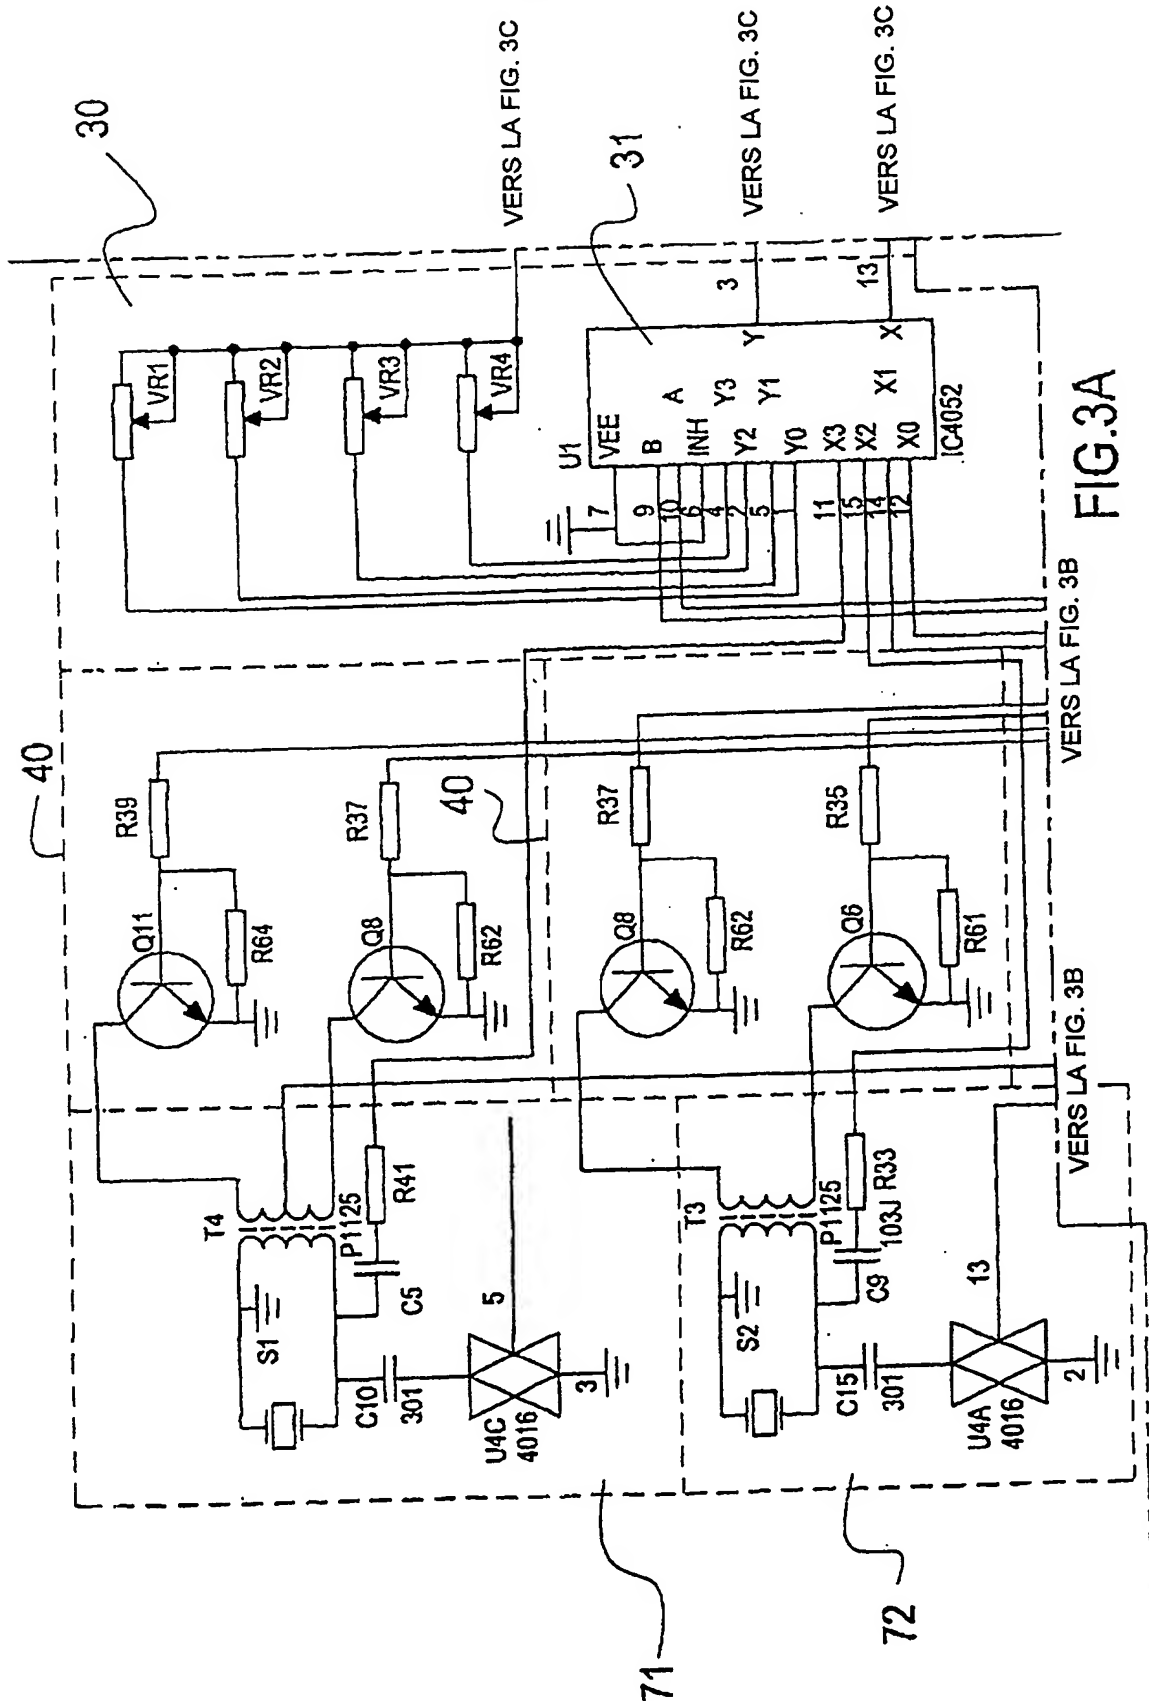 30
VERS LA FIG. 3C
VERS LA FIG. 3C
VERS LA FIG. 3C
31
VR1
VR2
VR3
VR4
U1
VEE
B
A
INH
Y3
Y2
Y1
Y0
X3
X2
X1
X0
Y
X
IC4052
3
13
7
9
10
6
4
2
5
1
11
15
14
12
FIG.3A
VERS LA FIG. 3B
VERS LA FIG. 3B
40
40
R39
Q11
R64
R37
Q8
R62
R37
Q8
R62
R35
Q6
R61
T4
P1125
R41
S1
C5
C10
301
5
U4C
4016
3
T3
P1125
103J R33
S2
C9
C15
301
13
U4A
4016
2
71
72